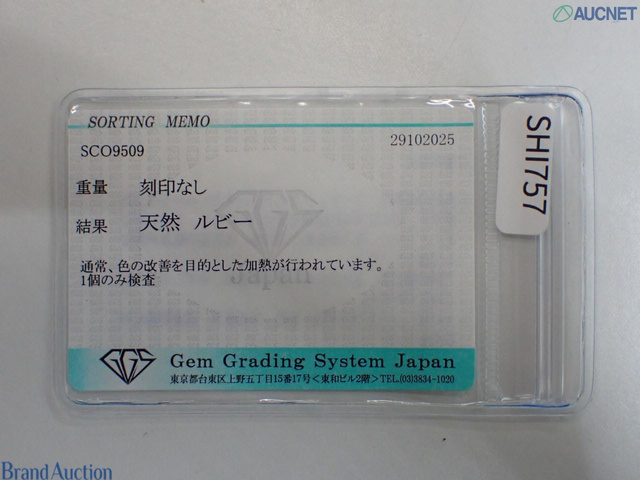 AUCNET
SORTING MEMO
SCO9509
29102025
SHI757
重量 刻印なし
結果 天然 ルビー
通常、色の改善を目的とした加熱が行われています。
1個のみ検査
Japan
GGS
Gem Grading System Japan
東京都台東区上野五丁目15番17号<東和ビル2階>TEL.(03)3834-1020
Brand Auction